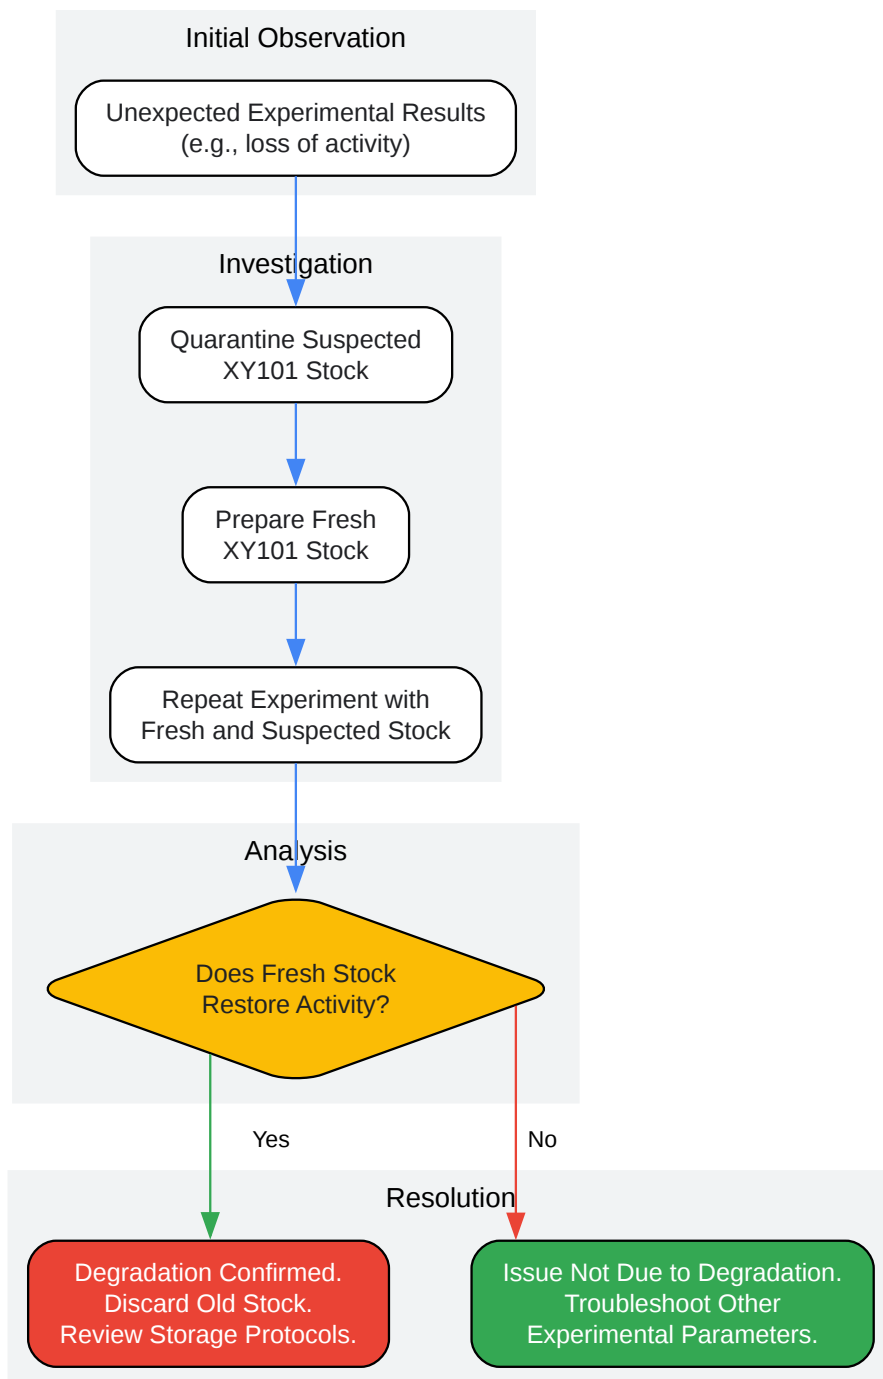 Initial Observation
Unexpected Experimental Results
(e.g., loss of activity)
Investigation
Quarantine Suspected
XY101 Stock
Prepare Fresh
XY101 Stock
Repeat Experiment with
Fresh and Suspected Stock
Analysis
Does Fresh Stock
Restore Activity?
Yes
No
Resolution
Degradation Confirmed.
Discard Old Stock.
Review Storage Protocols.
Issue Not Due to Degradation.
Troubleshoot Other
Experimental Parameters.